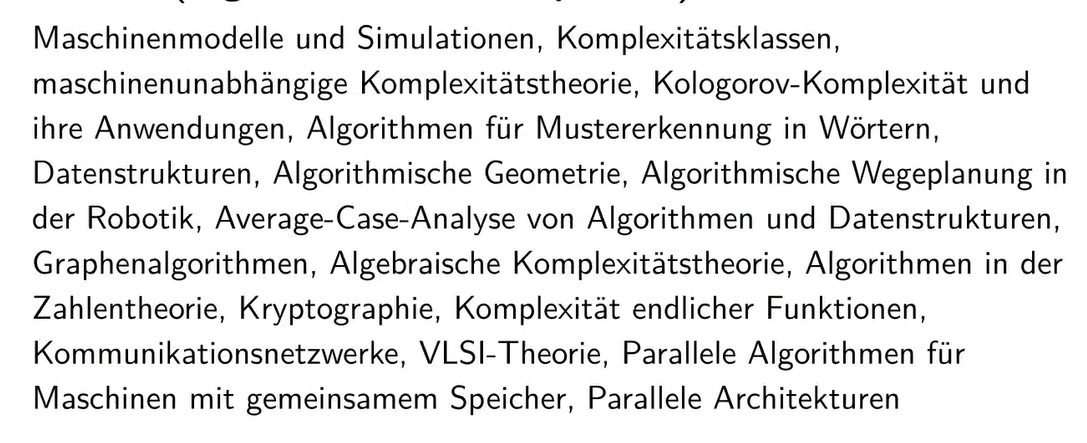 Maschinenmodelle und Simulationen, Komplexitätsklassen,
maschinenunabhängige Komplexitätstheorie, Kologorov-Komplexität und
ihre Anwendungen, Algorithmen für Mustererkennung in Wörtern,
Datenstrukturen, Algorithmische Geometrie, Algorithmische Wegeplanung in
der Robotik, Average-Case-Analyse von Algorithmen und Datenstrukturen,
Graphenalgorithmen, Algebraische Komplexitätstheorie, Algorithmen in der
Zahlentheorie, Kryptographie, Komplexität endlicher Funktionen,
Kommunikationsnetzwerke, VLSI-Theorie, Parallele Algorithmen für
Maschinen mit gemeinsamem Speicher, Parallele Architekturen